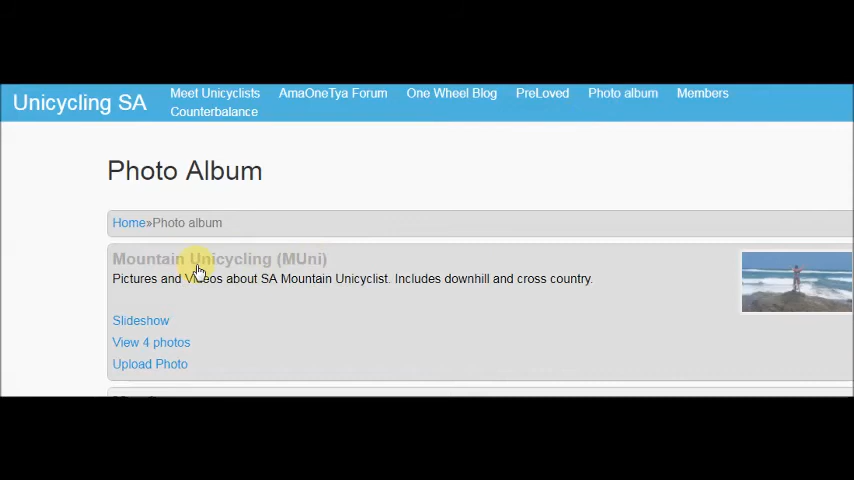 Unicycling SA
Meet Unicyclists AmaOneTya Forum One Wheel Blog PreLoved Photo album Members
Counterbalance
Photo Album
Home»Photo album
Mountain Unicycling (MUni)
Pictures and Videos about SA Mountain Unicyclist. Includes downhill and cross country.
Slideshow
View 4 photos
Upload Photo